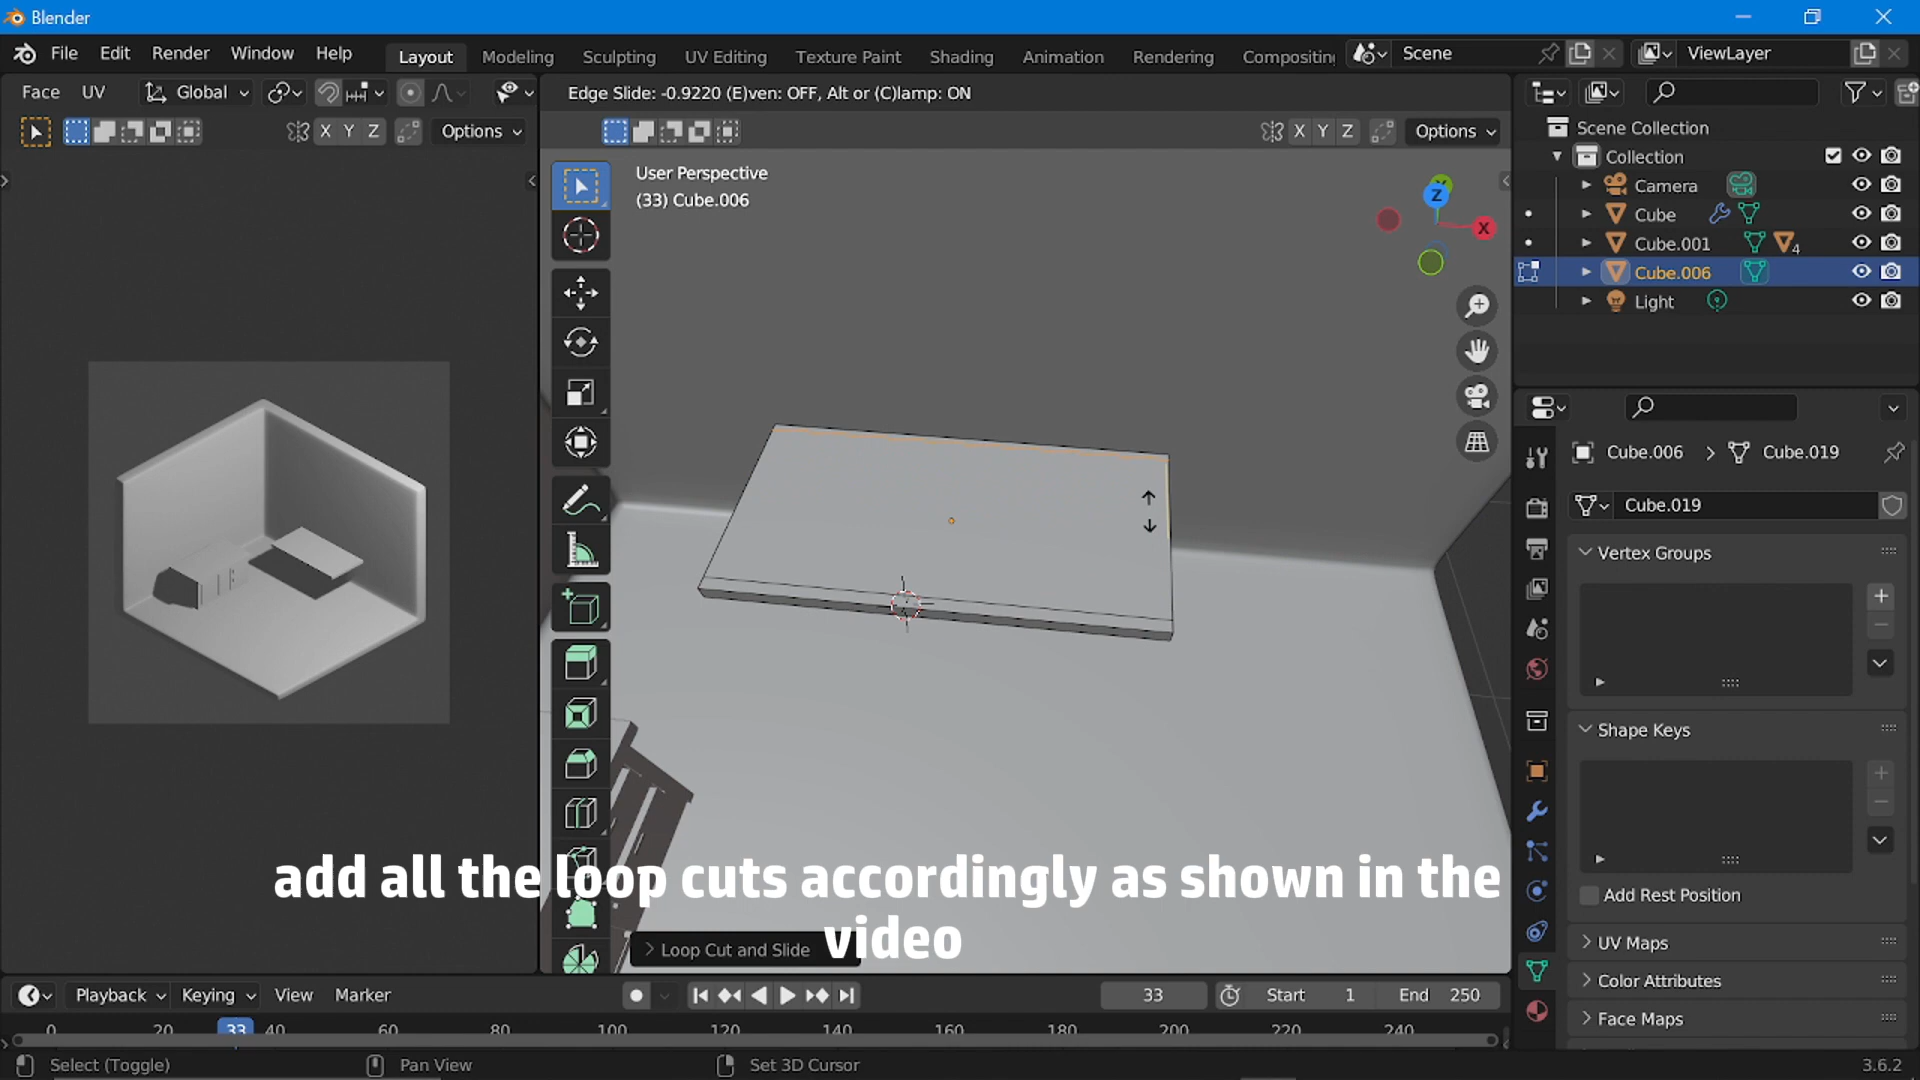 Blender
File Edit Render Window Help Layout Modeling Sculpting UV Editing Texture Paint Shading Animation Rendering Compositin Scene ViewLayer
Face UV Global Edge Slide: -0.9220 (E)ven: OFF, Alt or (C)lamp: ON
X Y Z Options X Y Z Options
Scene Collection
Collection
User Perspective
(33) Cube.006
Z
X
Camera
Cube
Cube.001 4
Cube.006
Light
Cube.006 > Cube.019
Cube.019
Vertex Groups
Shape Keys
Add Rest Position
add all the loop cuts accordingly as shown in the
video
Loop Cut and Slide
UV Maps
Color Attributes
Face Maps
Playback Keying View Marker 33 Start 1 End 250
0 20 33 40 60 80 100 120 140 160 180 200 220 240
Select (Toggle) Pan View Set 3D Cursor 3.6.2